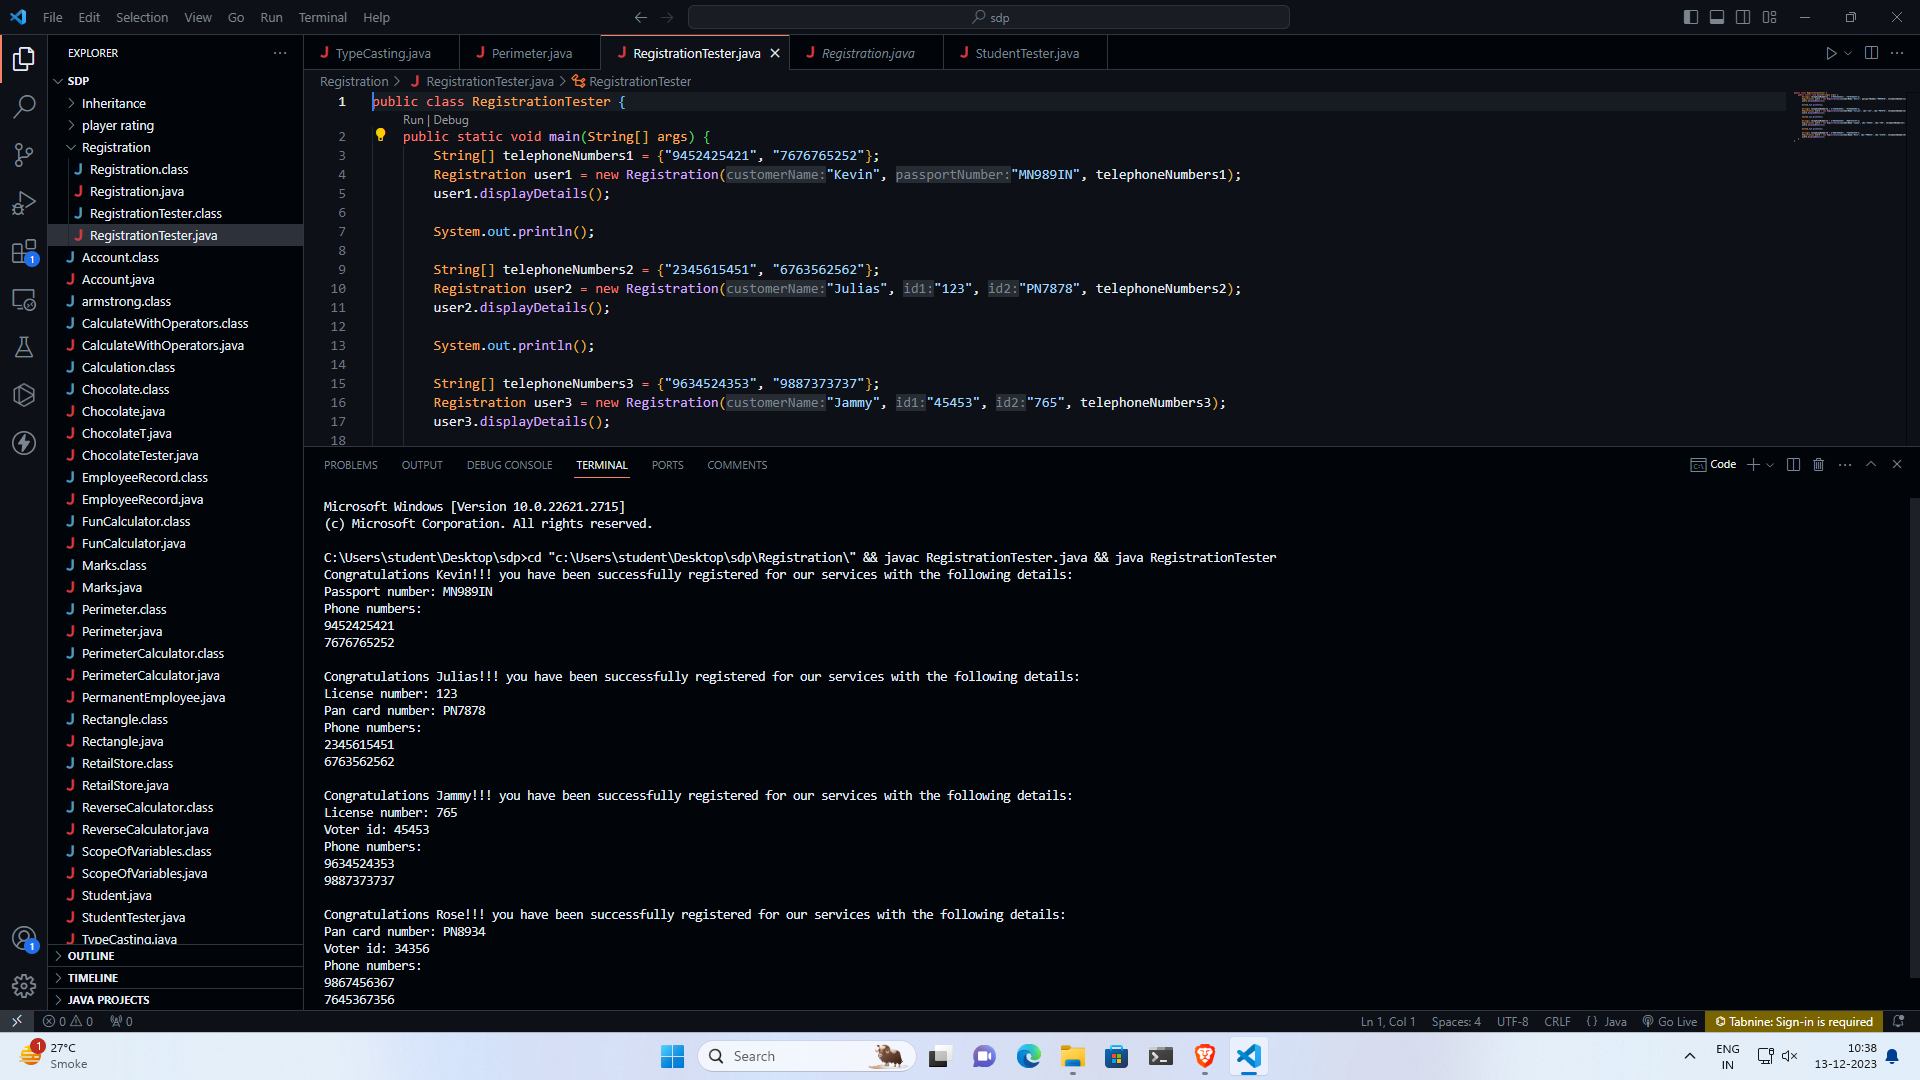 File Edit Selection View Go Run Terminal Help
sdp
EXPLORER
SDP
Inheritance
player rating
Registration
Registration.class
Registration.java
RegistrationTester.class
RegistrationTester.java
Account.class
Account.java
armstrong.class
CalculateWithOperators.class
CalculateWithOperators.java
Calculation.class
Chocolate.class
Chocolate.java
ChocolateT.java
ChocolateTester.java
EmployeeRecord.class
EmployeeRecord.java
FunCalculator.class
FunCalculator.java
Marks.class
Marks.java
Perimeter.class
Perimeter.java
PerimeterCalculator.class
PerimeterCalculator.java
PermanentEmployee.java
Rectangle.class
Rectangle.java
RetailStore.class
RetailStore.java
ReverseCalculator.class
ReverseCalculator.java
ScopeOfVariables.class
ScopeOfVariables.java
Student.java
StudentTester.java
TypeCasting.java
OUTLINE
TIMELINE
JAVA PROJECTS
TypeCasting.java Perimeter.java RegistrationTester.java Registration.java StudentTester.java
Registration > RegistrationTester.java > RegistrationTester
1 public class RegistrationTester {
Run | Debug
2 public static void main(String[] args) {
3 String[] telephoneNumbers1 = {"9452425421", "7676765252"};
4 Registration user1 = new Registration(customerName:"Kevin", passportNumber:"MN989IN", telephoneNumbers1);
5 user1.displayDetails();
6
7 System.out.println();
8
9 String[] telephoneNumbers2 = {"2345615451", "6763562562"};
10 Registration user2 = new Registration(customerName:"Julias", id1:"123", id2:"PN7878", telephoneNumbers2);
11 user2.displayDetails();
12
13 System.out.println();
14
15 String[] telephoneNumbers3 = {"9634524353", "9887373737"};
16 Registration user3 = new Registration(customerName:"Jammy", id1:"45453", id2:"765", telephoneNumbers3);
17 user3.displayDetails();
18
PROBLEMS OUTPUT DEBUG CONSOLE TERMINAL PORTS COMMENTS
Code
Microsoft Windows [Version 10.0.22621.2715]
(c) Microsoft Corporation. All rights reserved.
C:\Users\student\Desktop\sdp>cd "c:\Users\student\Desktop\sdp\Registration\" && javac RegistrationTester.java && java RegistrationTester
Congratulations Kevin!!! you have been successfully registered for our services with the following details:
Passport number: MN989IN
Phone numbers:
9452425421
7676765252
Congratulations Julias!!! you have been successfully registered for our services with the following details:
License number: 123
Pan card number: PN7878
Phone numbers:
2345615451
6763562562
Congratulations Jammy!!! you have been successfully registered for our services with the following details:
License number: 765
Voter id: 45453
Phone numbers:
9634524353
9887373737
Congratulations Rose!!! you have been successfully registered for our services with the following details:
Pan card number: PN8934
Voter id: 34356
Phone numbers:
9867456367
7645367356
0 0 0 Ln 1, Col 1 Spaces: 4 UTF-8 CRLF {} Java Go Live Tabnine: Sign-in is required
1
1
1
27°C
Smoke
Search
ENG
IN
10:38
13-12-2023